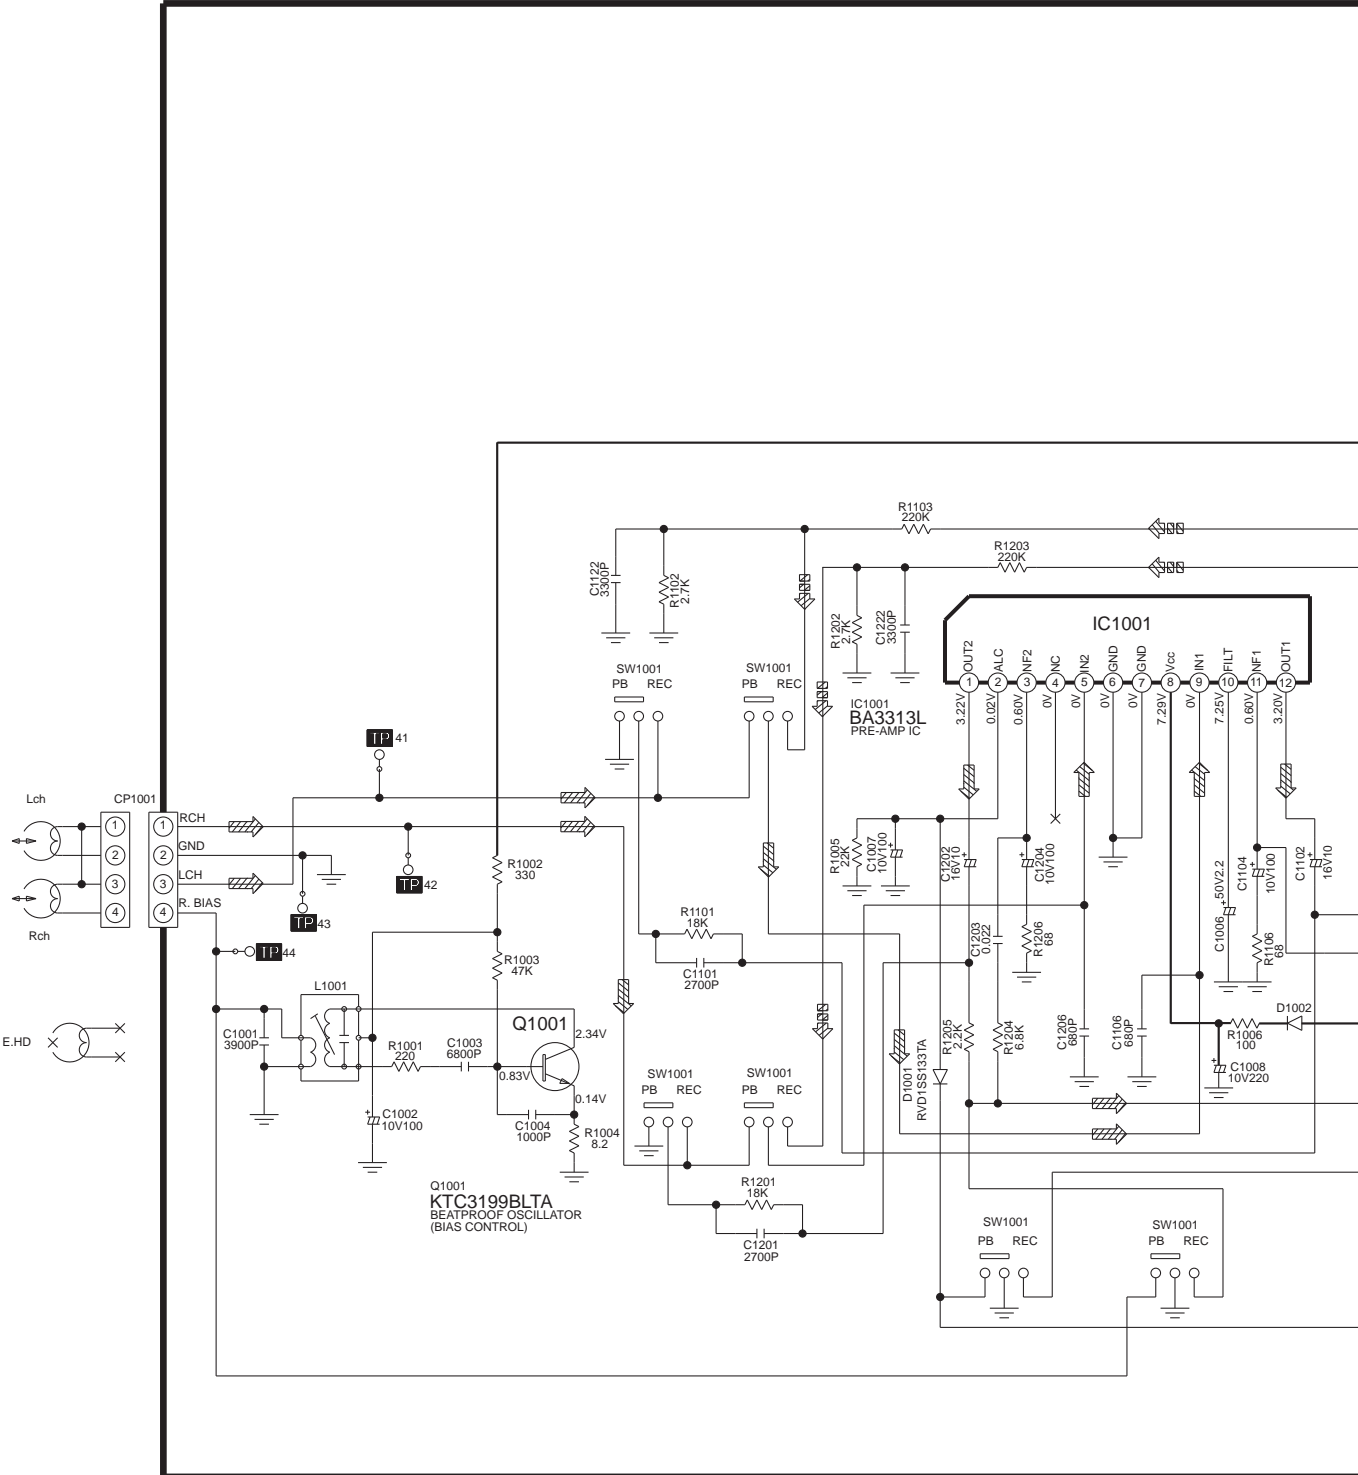 R1103
220K
R1203
220K
C1122
3300P
R1102
2.7K
R1202
2.7K
C1222
3300P
IC1001
OUT2
ALC
NF2
NC
IN2
GND
GND
Vcc
IN1
FILT
NF1
OUT1
1 2 3 4 5 6 7 8 9 10 11 12
3.22V
0.02V
0.60V
0V
0V
0V
0V
7.29V
0V
7.25V
0.60V
3.20V
SW1001
PB REC
SW1001
PB REC
IC1001
BA3313L
PRE-AMP IC
TP 41
Lch
CP1001
1
2
3
4
1
2
3
4
RCH
GND
LCH
R. BIAS
Rch
TP 42
TP 43
TP 44
R1002
330
R1003
47K
R1101
18K
C1101
2700P
R1005
22K
C1007
10V100
C1202
16V10
C1204
10V100
C1203
0.022
R1206
68
C1006
50V2.2
C1104
10V100
R1106
68
C1102
16V10
L1001
E.HD
C1001
3900P
R1001
220
C1003
6800P
Q1001
2.34V
0.83V
0.14V
C1002
10V100
C1004
1000P
R1004
8.2
SW1001
PB REC
SW1001
PB REC
D1001
RVD1SS133TA
R1205
2.2K
R1204
6.8K
C1206
680P
C1106
680P
D1002
R1006
100
C1008
10V220
Q1001
KTC3199BLTA
BEATPROOF OSCILLATOR
(BIAS CONTROL)
R1201
18K
C1201
2700P
SW1001
PB REC
SW1001
PB REC